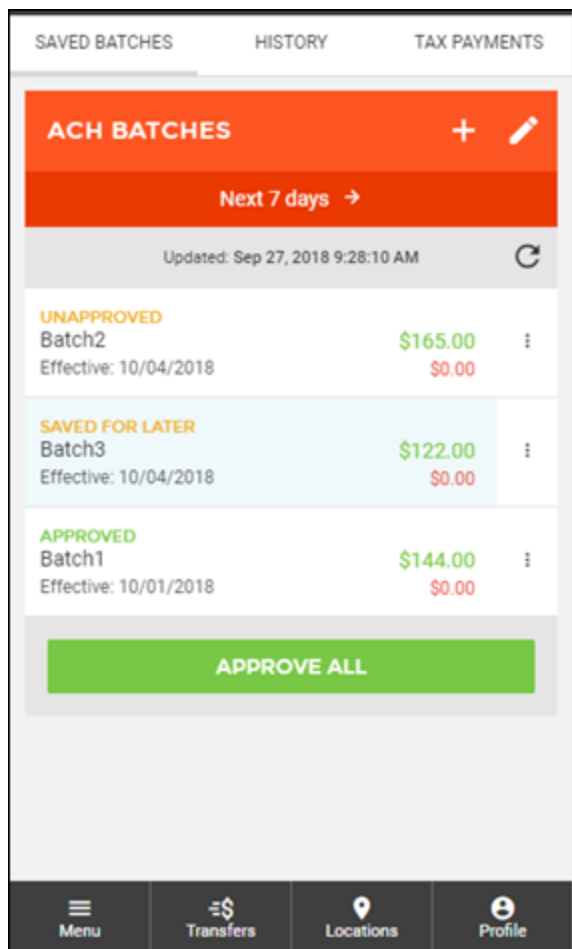 SAVED BATCHES HISTORY TAX PAYMENTS
ACH BATCHES
Next 7 days →
Updated: Sep 27, 2018 9:28:10 AM
UNAPPROVED
Batch2 $165.00
Effective: 10/04/2018 $0.00
SAVED FOR LATER
Batch3 $122.00
Effective: 10/04/2018 $0.00
APPROVED
Batch1 $144.00
Effective: 10/01/2018 $0.00
APPROVE ALL
Menu Transfers Locations Profile